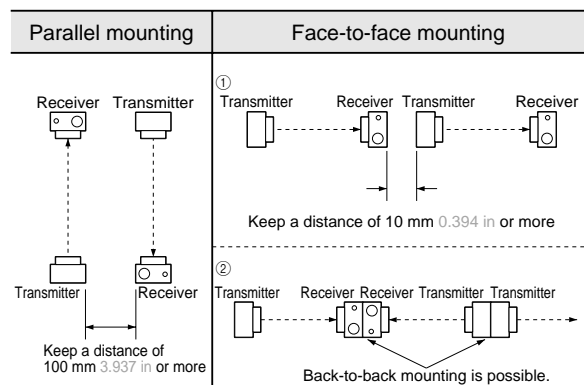 Parallel mounting
Face-to-face mounting
Receiver Transmitter
Transmitter Receiver
Keep a distance of
100 mm 3.937 in or more
①
Transmitter Receiver Transmitter Receiver
Keep a distance of 10 mm 0.394 in or more
②
Transmitter Receiver Receiver Transmitter Transmitter
Back-to-back mounting is possible.